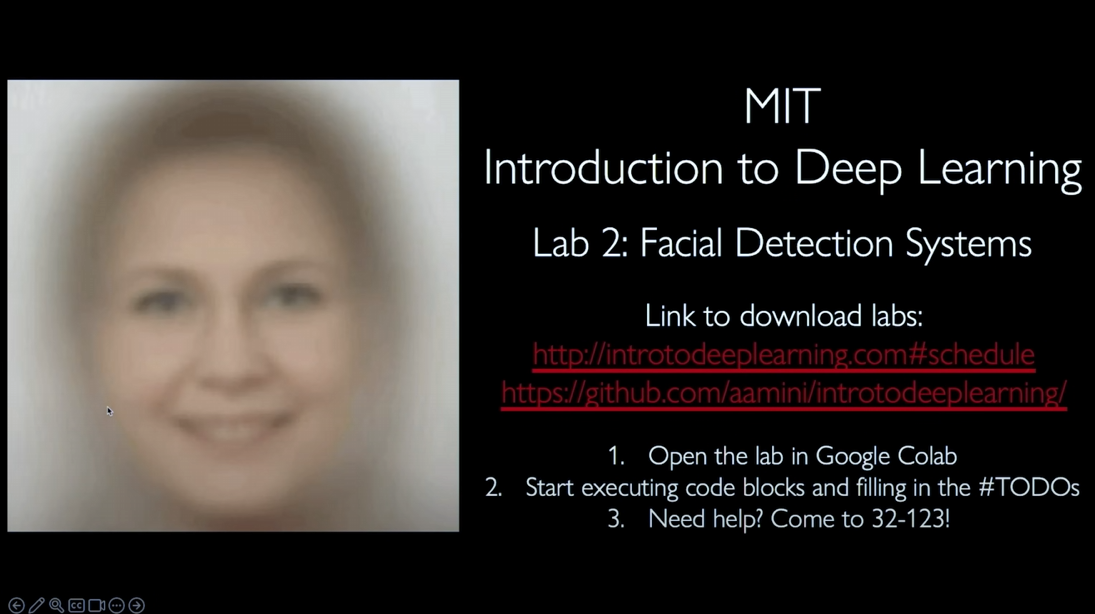 MIT
Introduction to Deep Learning
Lab 2: Facial Detection Systems
Link to download labs:
http://introtodeeplearning.com#schedule
https://github.com/aamini/introtodeeplearning/
1. Open the lab in Google Colab
2. Start executing code blocks and filling in the #TODOs
3. Need help? Come to 32-123!
CC